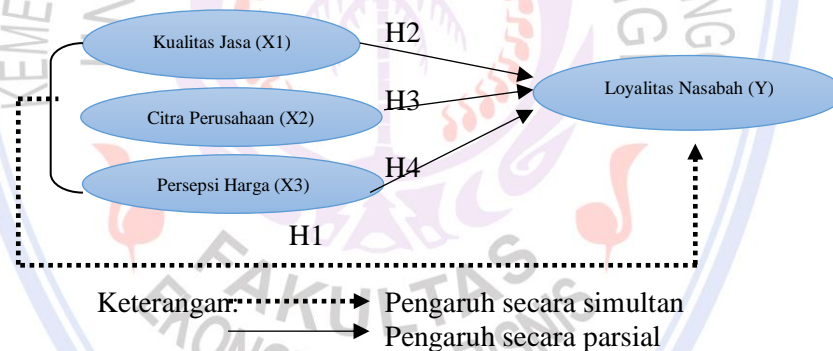 Kualitas Jasa (X1)
H2
Loyalitas Nasabah (Y)
Citra Perusahaan (X2)
H3
Persepsi Harga (X3)
H4
H1
Keterangan:
Pengaruh secara simultan
Pengaruh secara parsial
FAKULTAS